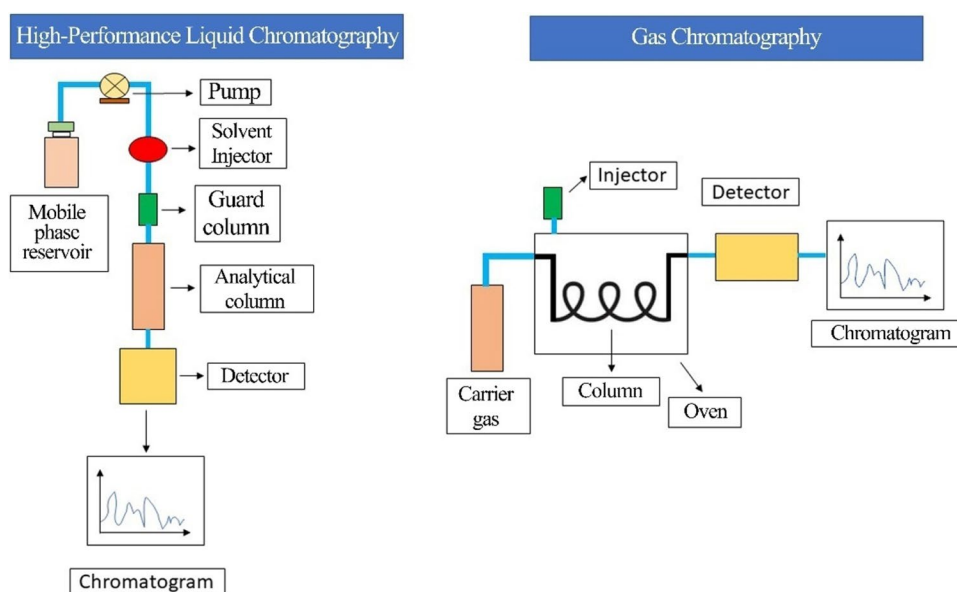 High-Performance Liquid Chromatography
Pump
Solvent
Injector
Mobile
phase
reservoir
Guard
column
Analytical
column
Detector
Chromatogram
Gas Chromatography
Injector
Detector
Chromatogram
Carrier
gas
Column
Oven